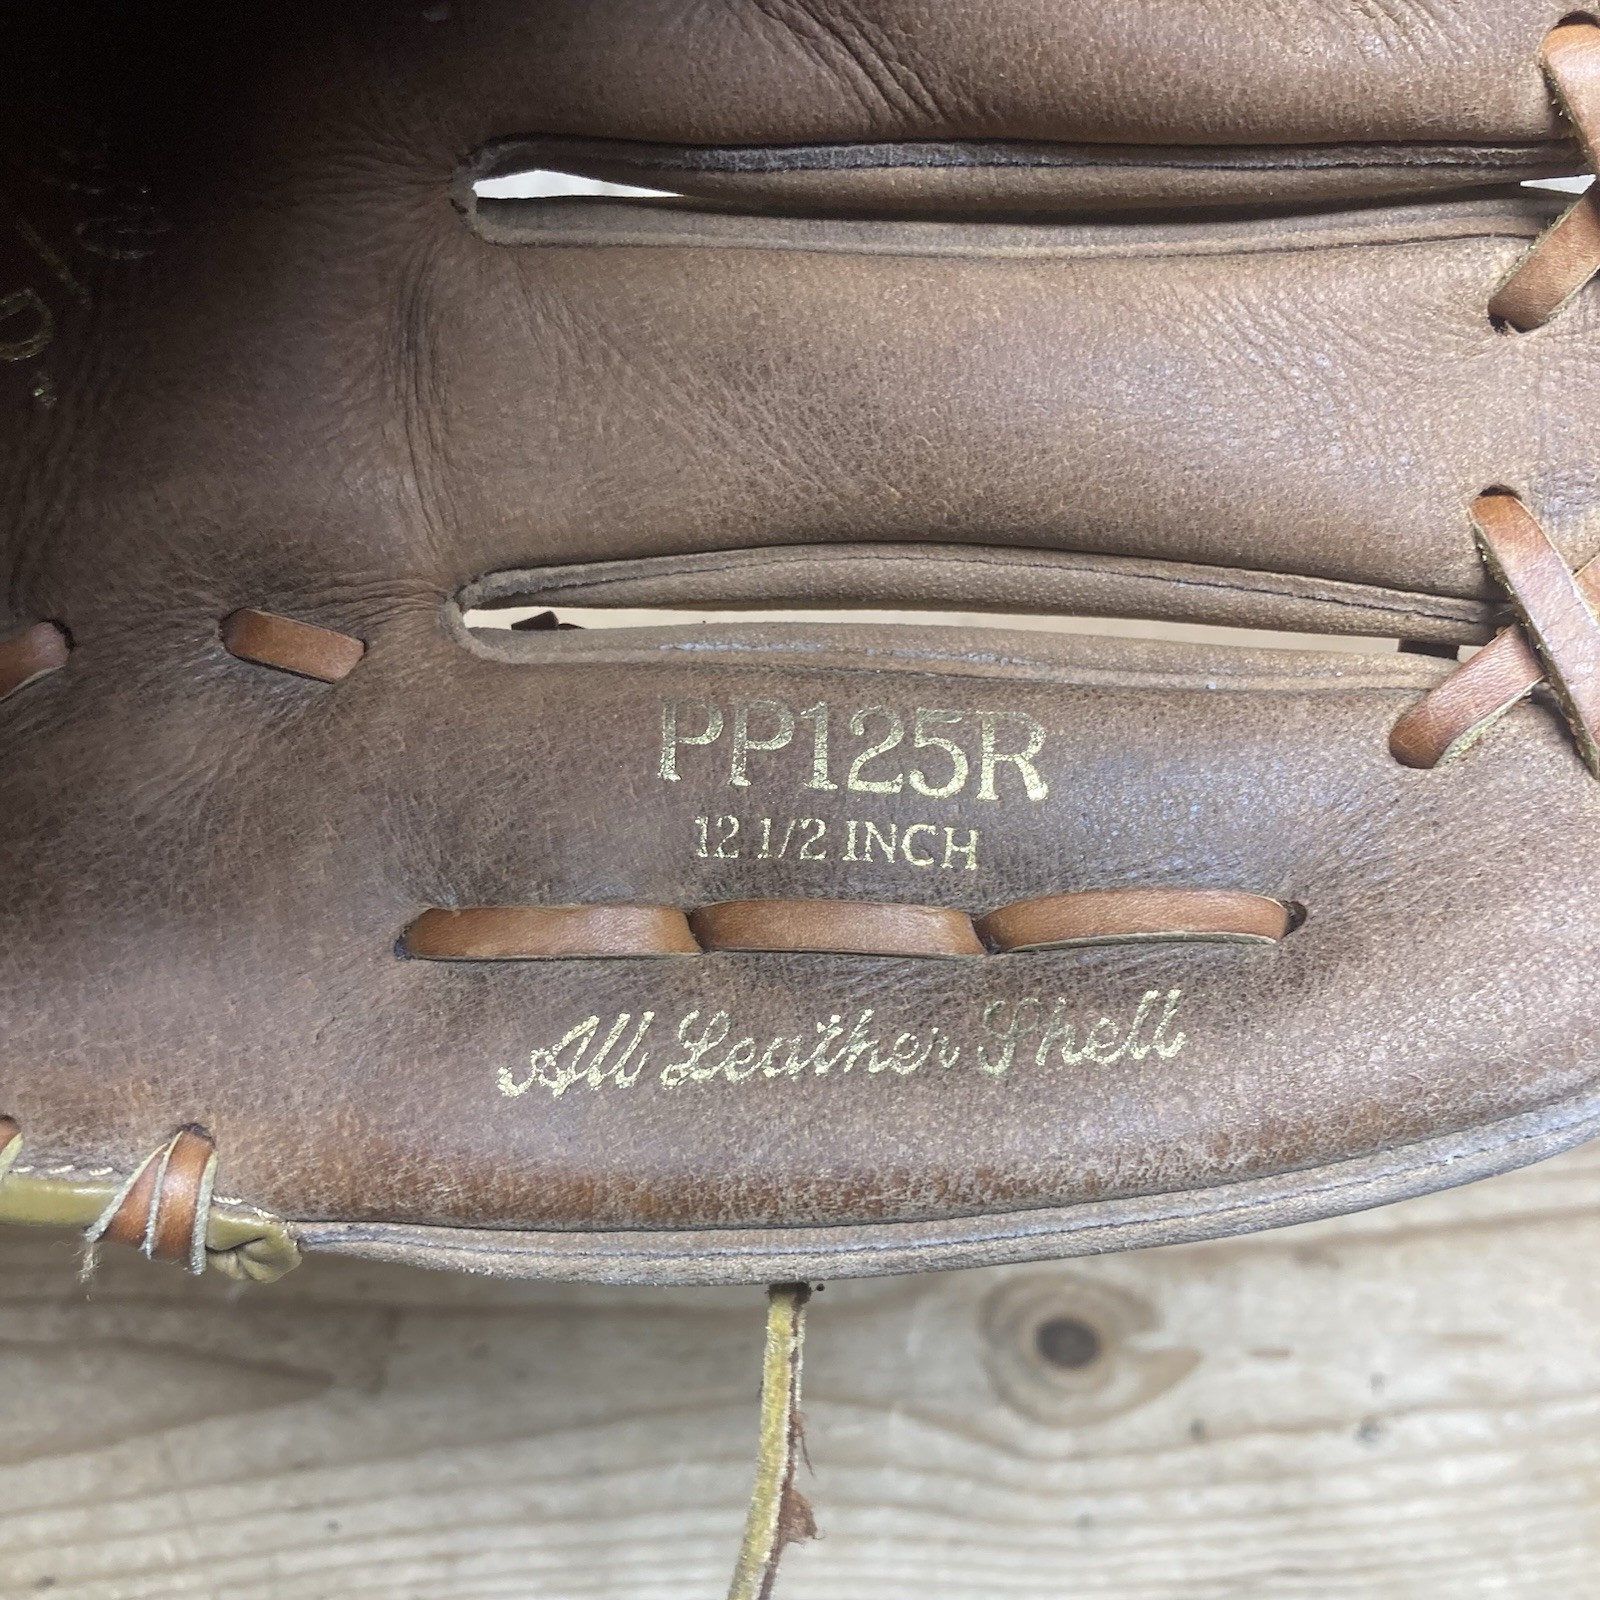 PP125R
12 1/2 INCH
All Leather Shell